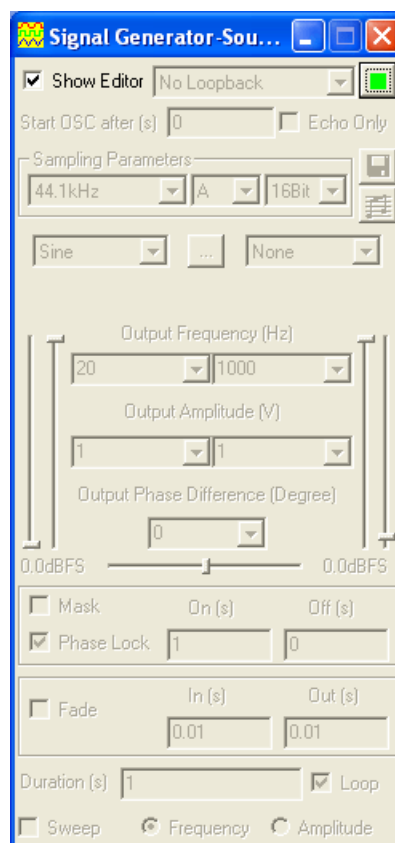 Signal Generator-Sou...
Show Editor No Loopback
Start OSC after (s) 0 Echo Only
Sampling Parameters
44.1kHz A 16Bit
Sine ... None
Output Frequency (Hz)
20 1000
Output Amplitude (V)
1 1
Output Phase Difference (Degree)
0
0.0dBFS 0.0dBFS
Mask On (s) Off (s)
Phase Lock 1 0
In (s) Out (s)
Fade
0.01 0.01
Duration (s) 1 Loop
Sweep Frequency Amplitude